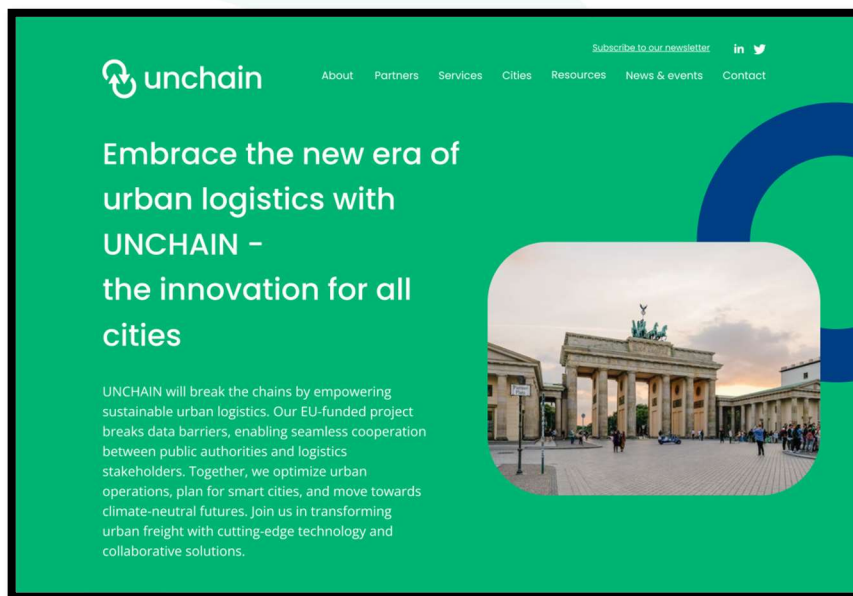 Subscribe to our newsletter
in
unchain
About Partners Services Cities Resources News & events Contact
Embrace the new era of
urban logistics with
UNCHAIN -
the innovation for all
cities
UNCHAIN will break the chains by empowering
sustainable urban logistics. Our EU-funded project
breaks data barriers, enabling seamless cooperation
between public authorities and logistics
stakeholders. Together, we optimize urban
operations, plan for smart cities, and move towards
climate-neutral futures. Join us in transforming
urban freight with cutting-edge technology and
collaborative solutions.